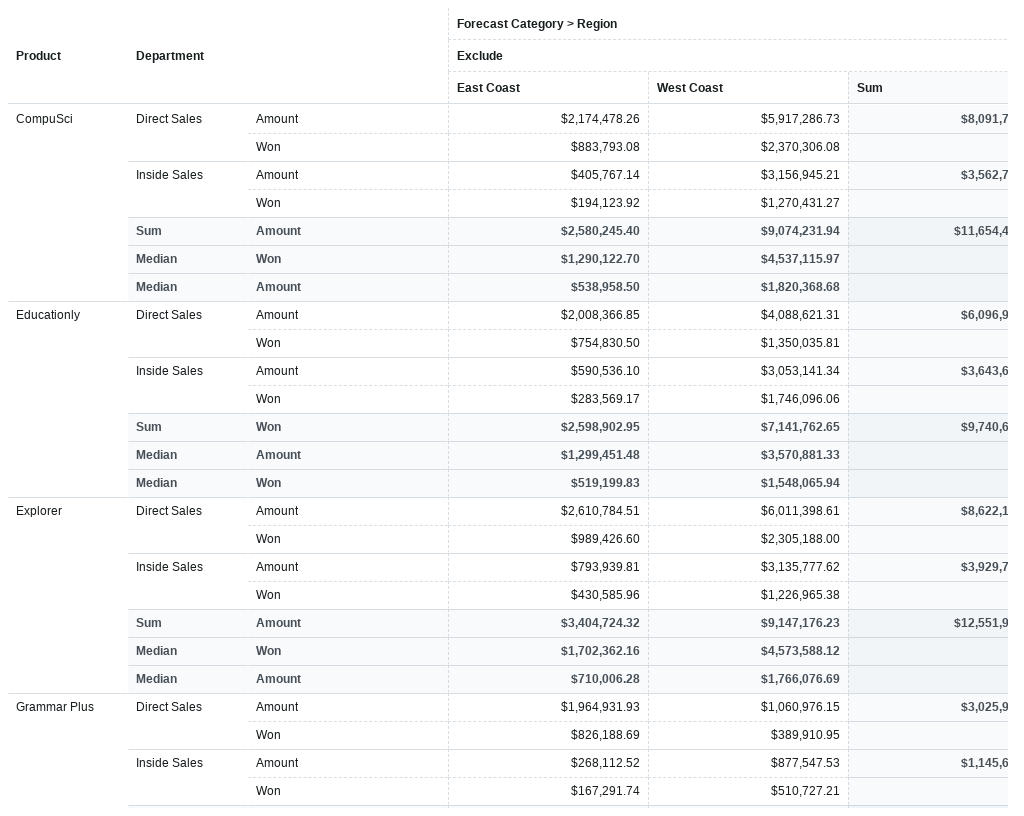 Forecast Category > Region
Product Department Exclude
East Coast West Coast Sum
CompuSci Direct Sales Amount $2,174,478.26 $5,917,286.73 $8,091,7
Won $883,793.08 $2,370,306.08
Inside Sales Amount $405,767.14 $3,156,945.21 $3,562,7
Won $194,123.92 $1,270,431.27
Sum Amount $2,580,245.40 $9,074,231.94 $11,654,4
Median Won $1,290,122.70 $4,537,115.97
Median Amount $538,958.50 $1,820,368.68
Educationly Direct Sales Amount $2,008,366.85 $4,088,621.31 $6,096,9
Won $754,830.50 $1,350,035.81
Inside Sales Amount $590,536.10 $3,053,141.34 $3,643,6
Won $283,569.17 $1,746,096.06
Sum Won $2,598,902.95 $7,141,762.65 $9,740,6
Median Amount $1,299,451.48 $3,570,881.33
Median Won $519,199.83 $1,548,065.94
Explorer Direct Sales Amount $2,610,784.51 $6,011,398.61 $8,622,1
Won $989,426.60 $2,305,188.00
Inside Sales Amount $793,939.81 $3,135,777.62 $3,929,7
Won $430,585.96 $1,226,965.38
Sum Amount $3,404,724.32 $9,147,176.23 $12,551,9
Median Won $1,702,362.16 $4,573,588.12
Median Amount $710,006.28 $1,766,076.69
Grammar Plus Direct Sales Amount $1,964,931.93 $1,060,976.15 $3,025,9
Won $826,188.69 $389,910.95
Inside Sales Amount $268,112.52 $877,547.53 $1,145,6
Won $167,291.74 $510,727.21